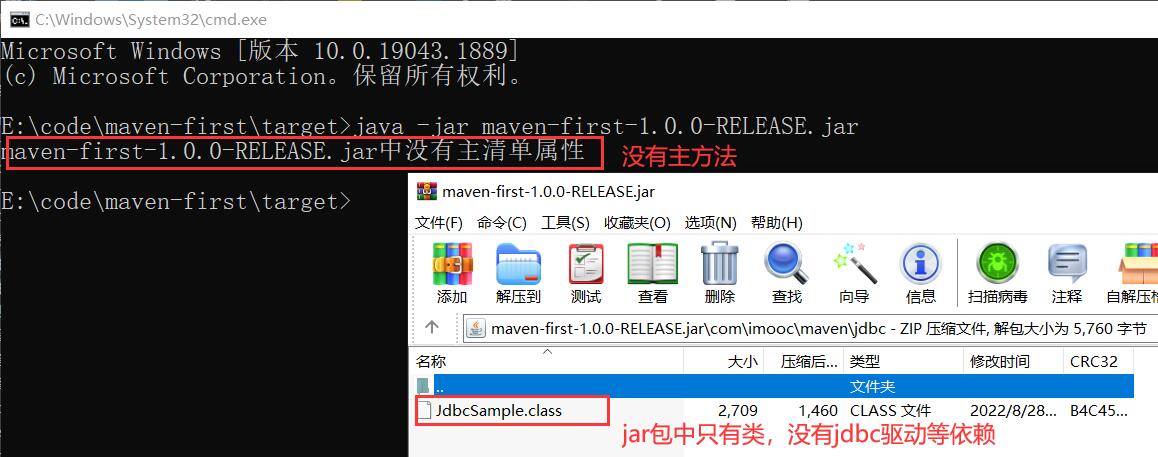 C:\Windows\System32\cmd.exe
Microsoft Windows [版本 10.0.19043.1889]
(c) Microsoft Corporation。保留所有权利。
E:\code\maven-first\target>java -jar maven-first-1.0.0-RELEASE.jar
maven-first-1.0.0-RELEASE.jar中没有主清单属性
没有主方法
E:\code\maven-first\target>
maven-first-1.0.0-RELEASE.jar
文件(F) 命令(C) 工具(S) 收藏夹(O) 选项(N) 帮助(H)
添加 解压到 测试 查看 删除 查找 向导 信息 扫描病毒 注释 自解压格
maven-first-1.0.0-RELEASE.jar\com\imooc\maven\jdbc - ZIP 压缩文件, 解包大小为 5,760 字节
名称 大小 压缩后... 类型 修改时间 CRC32
.. 文件夹
JdbcSample.class 2,709 1,460 CLASS 文件 2022/8/28... B4C45...
jar包中只有类，没有jdbc驱动等依赖